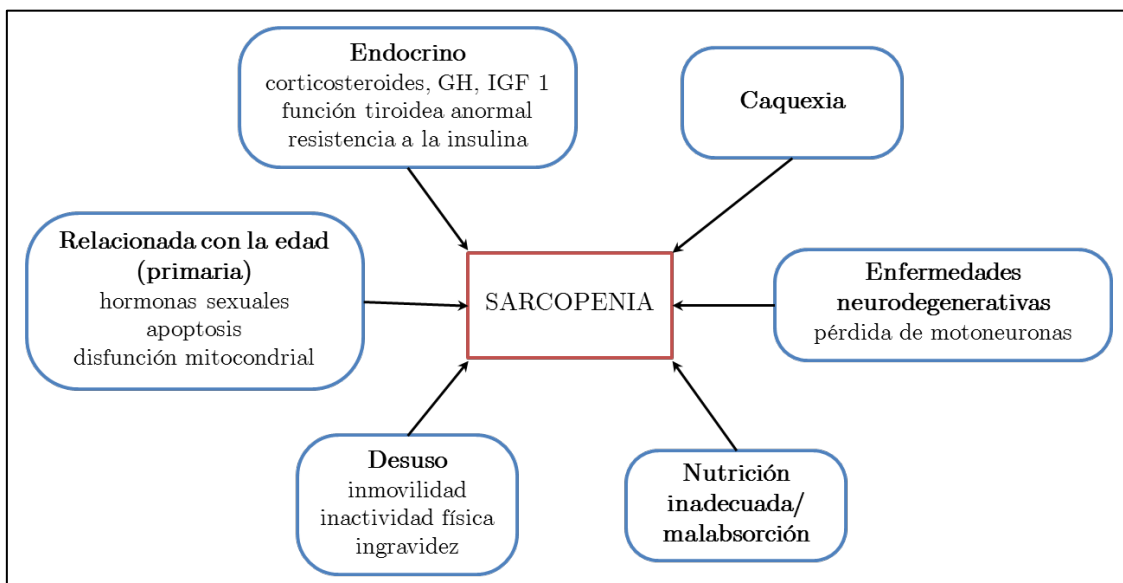 Endocrino
corticosteroides, GH, IGF 1
función tiroidea anormal
resistencia a la insulina
Caquexia
Relacionada con la edad
(primaria)
hormonas sexuales
apoptosis
disfunción mitocondrial
SARCOPENIA
Enfermedades
neurodegenerativas
pérdida de motoneuronas
Desuso
inmovilidad
inactividad física
ingravidez
Nutrición
inadecuada/
malabsorción